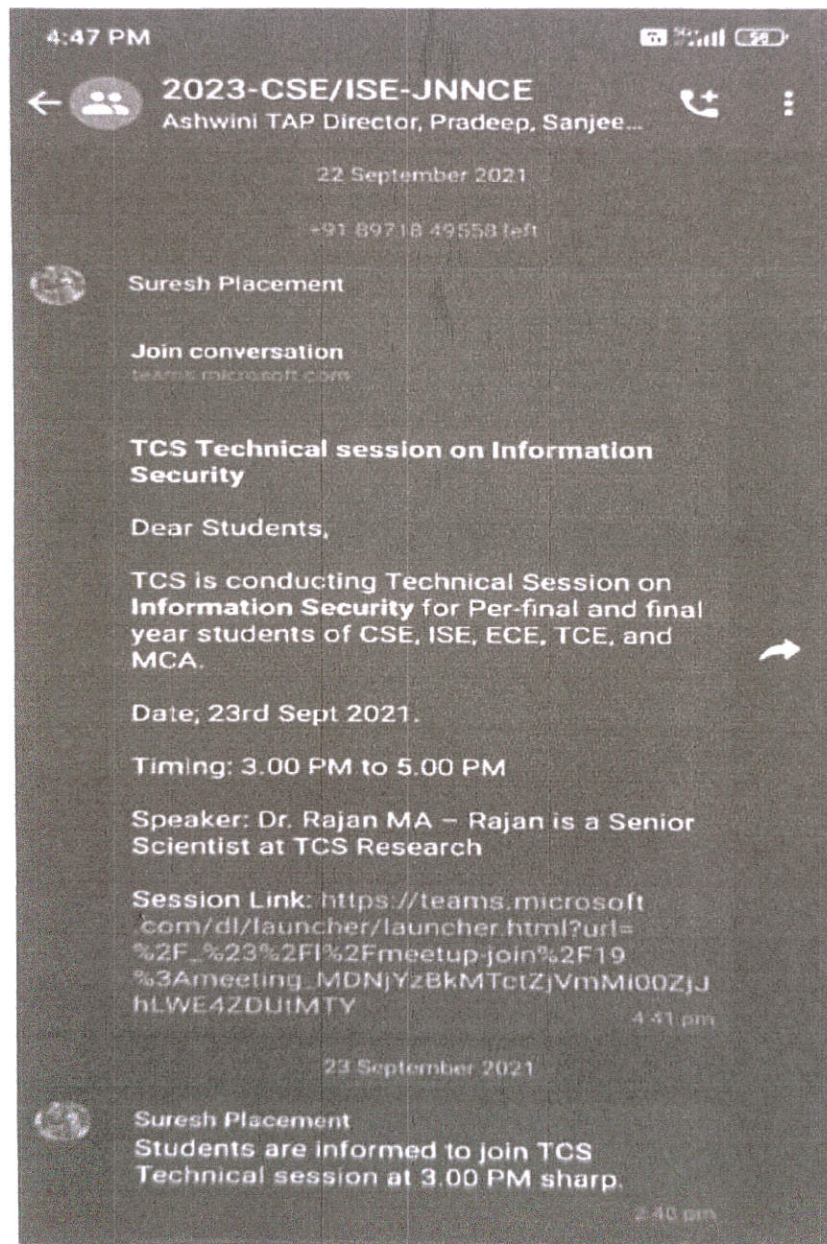 4:47 PM
2023-CSE/ISE-JNNCE
Ashwini TAP Director, Pradeep, Sanjee...
22 September 2021
+91 89718 49558 left
Suresh Placement
Join conversation
teams.microsoft.com
TCS Technical session on Information
Security
Dear Students,
TCS is conducting Technical Session on
Information Security for Per-final and final
year students of CSE, ISE, ECE, TCE, and
MCA.
Date; 23rd Sept 2021.
Timing: 3.00 PM to 5.00 PM
Speaker: Dr. Rajan MA – Rajan is a Senior
Scientist at TCS Research
Session Link: https://teams.microsoft
.com/dl/launcher/launcher.html?url=
%2F_%23%2Fl%2Fmeetup-join%2F19
%3Ameeting_MDNjYzBkMTctZjVmMi00ZjJ
hLWE4ZDUtMTY
4:41 pm
23 September 2021
Suresh Placement
Students are informed to join TCS
Technical session at 3.00 PM sharp.
2:40 pm